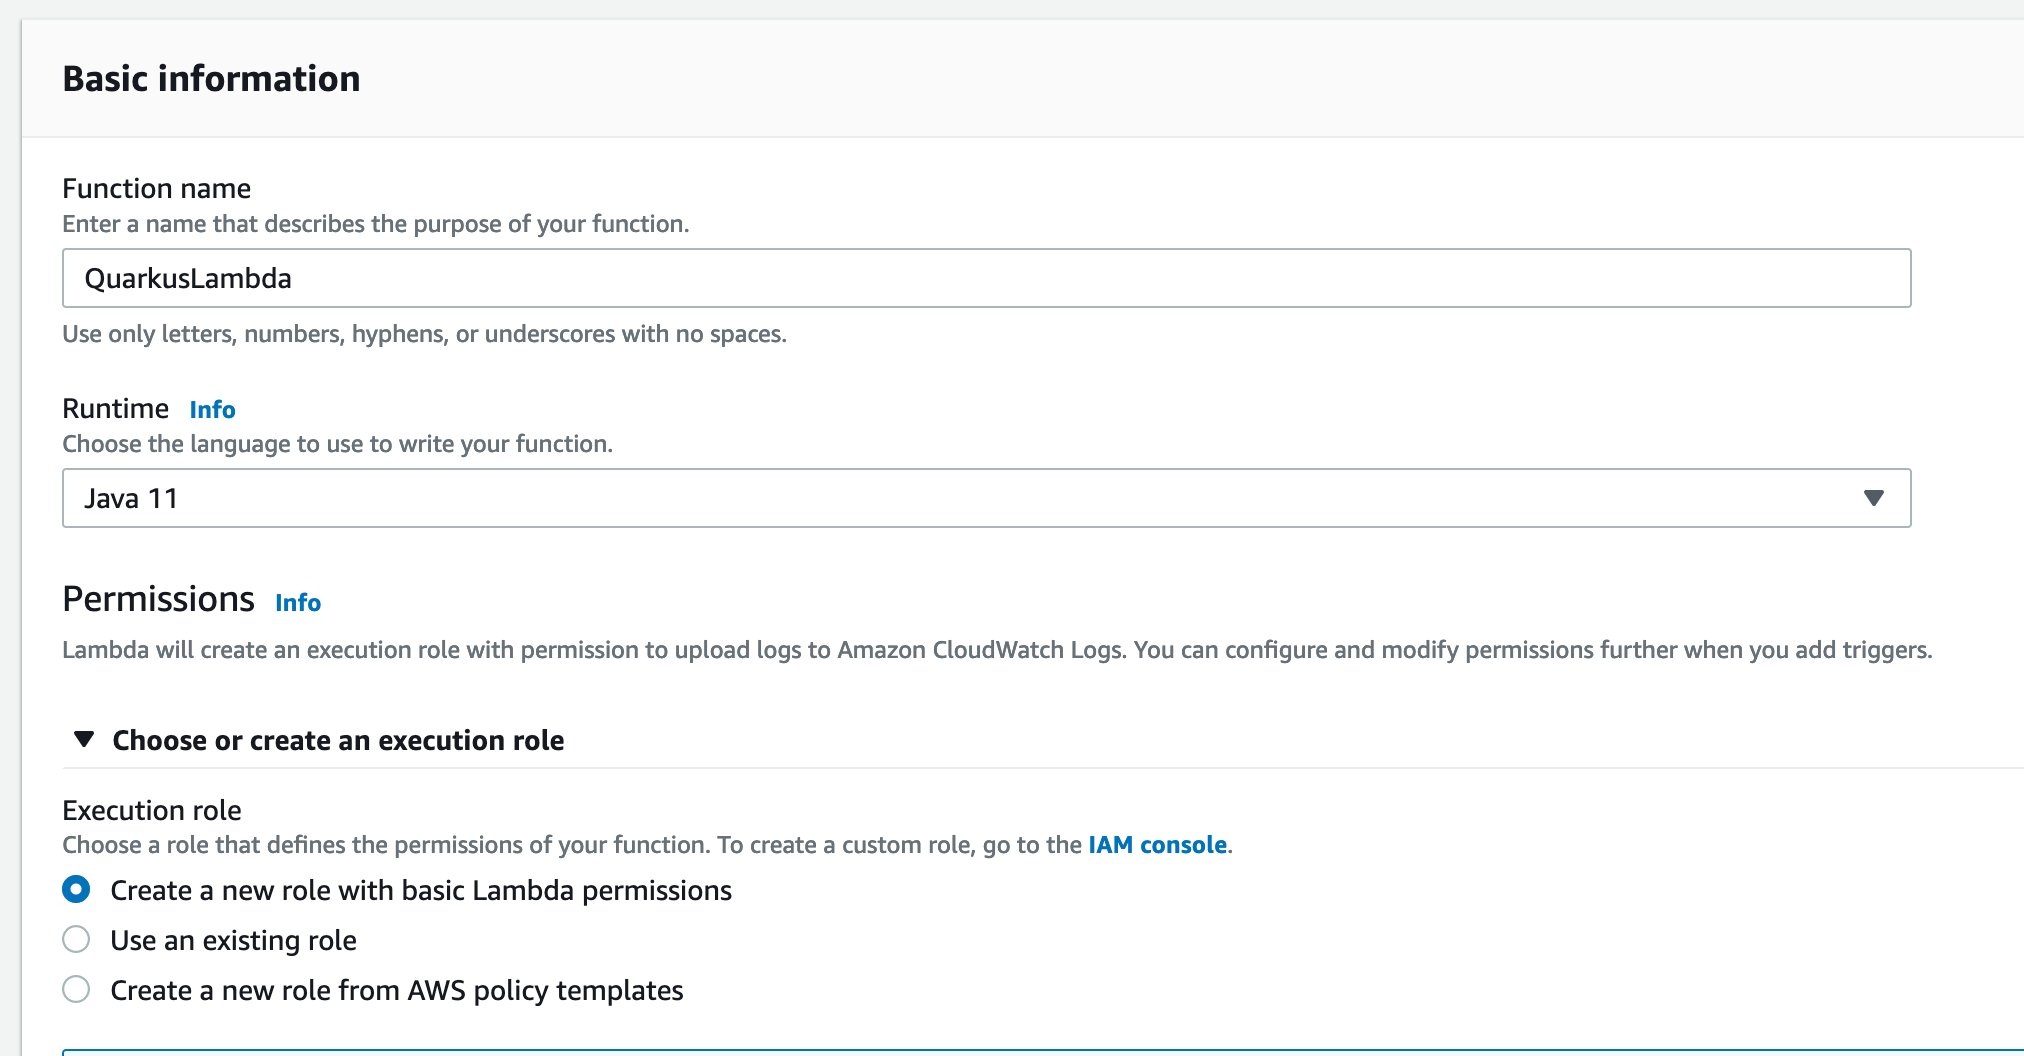 Basic information
Function name
Enter a name that describes the purpose of your function.
QuarkusLambda
Use only letters, numbers, hyphens, or underscores with no spaces.
Runtime Info
Choose the language to use to write your function.
Java 11
Permissions Info
Lambda will create an execution role with permission to upload logs to Amazon CloudWatch Logs. You can configure and modify permissions further when you add triggers.
Choose or create an execution role
Execution role
Choose a role that defines the permissions of your function. To create a custom role, go to the IAM console.
Create a new role with basic Lambda permissions
Use an existing role
Create a new role from AWS policy templates